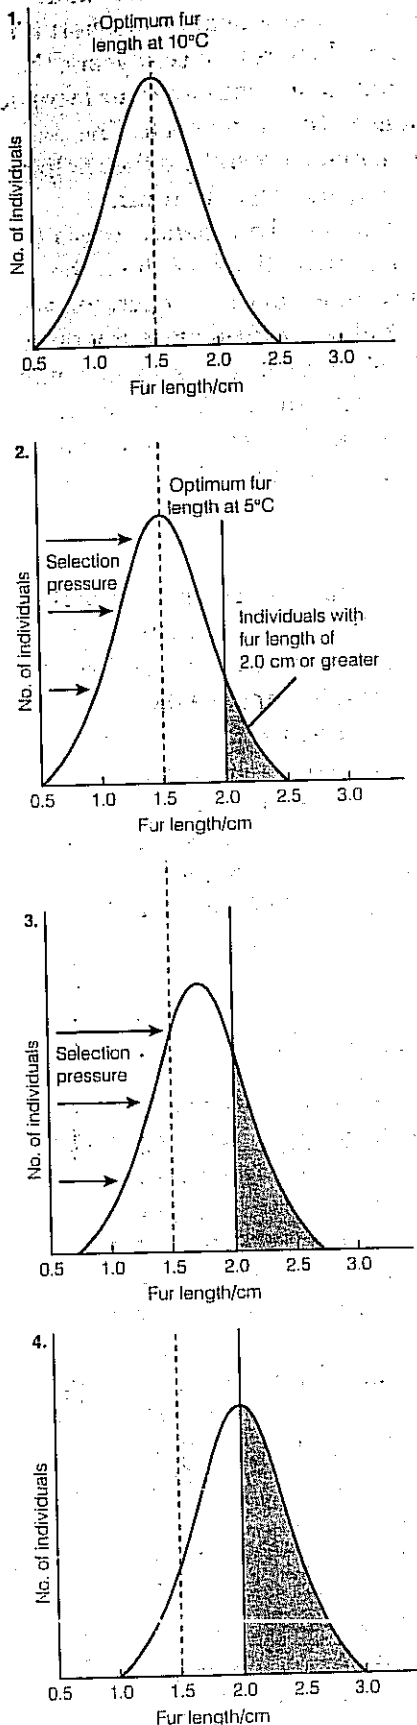 1.
Optimum fur
length at 10°C
No. of individuals
0.5 1.0 1.5 2.0 2.5 3.0
Fur length/cm
2.
Optimum fur
length at 5°C
Selection
pressure
Individuals with
fur length of
2.0 cm or greater
No. of individuals
0.5 1.0 1.5 2.0 2.5 3.0
Fur length/cm
3.
Selection
pressure
No. of individuals
0.5 1.0 1.5 2.0 2.5 3.0
Fur length/cm
4.
No. of individuals
0.5 1.0 1.5 2.0 2.5 3.0
Fur length/cm